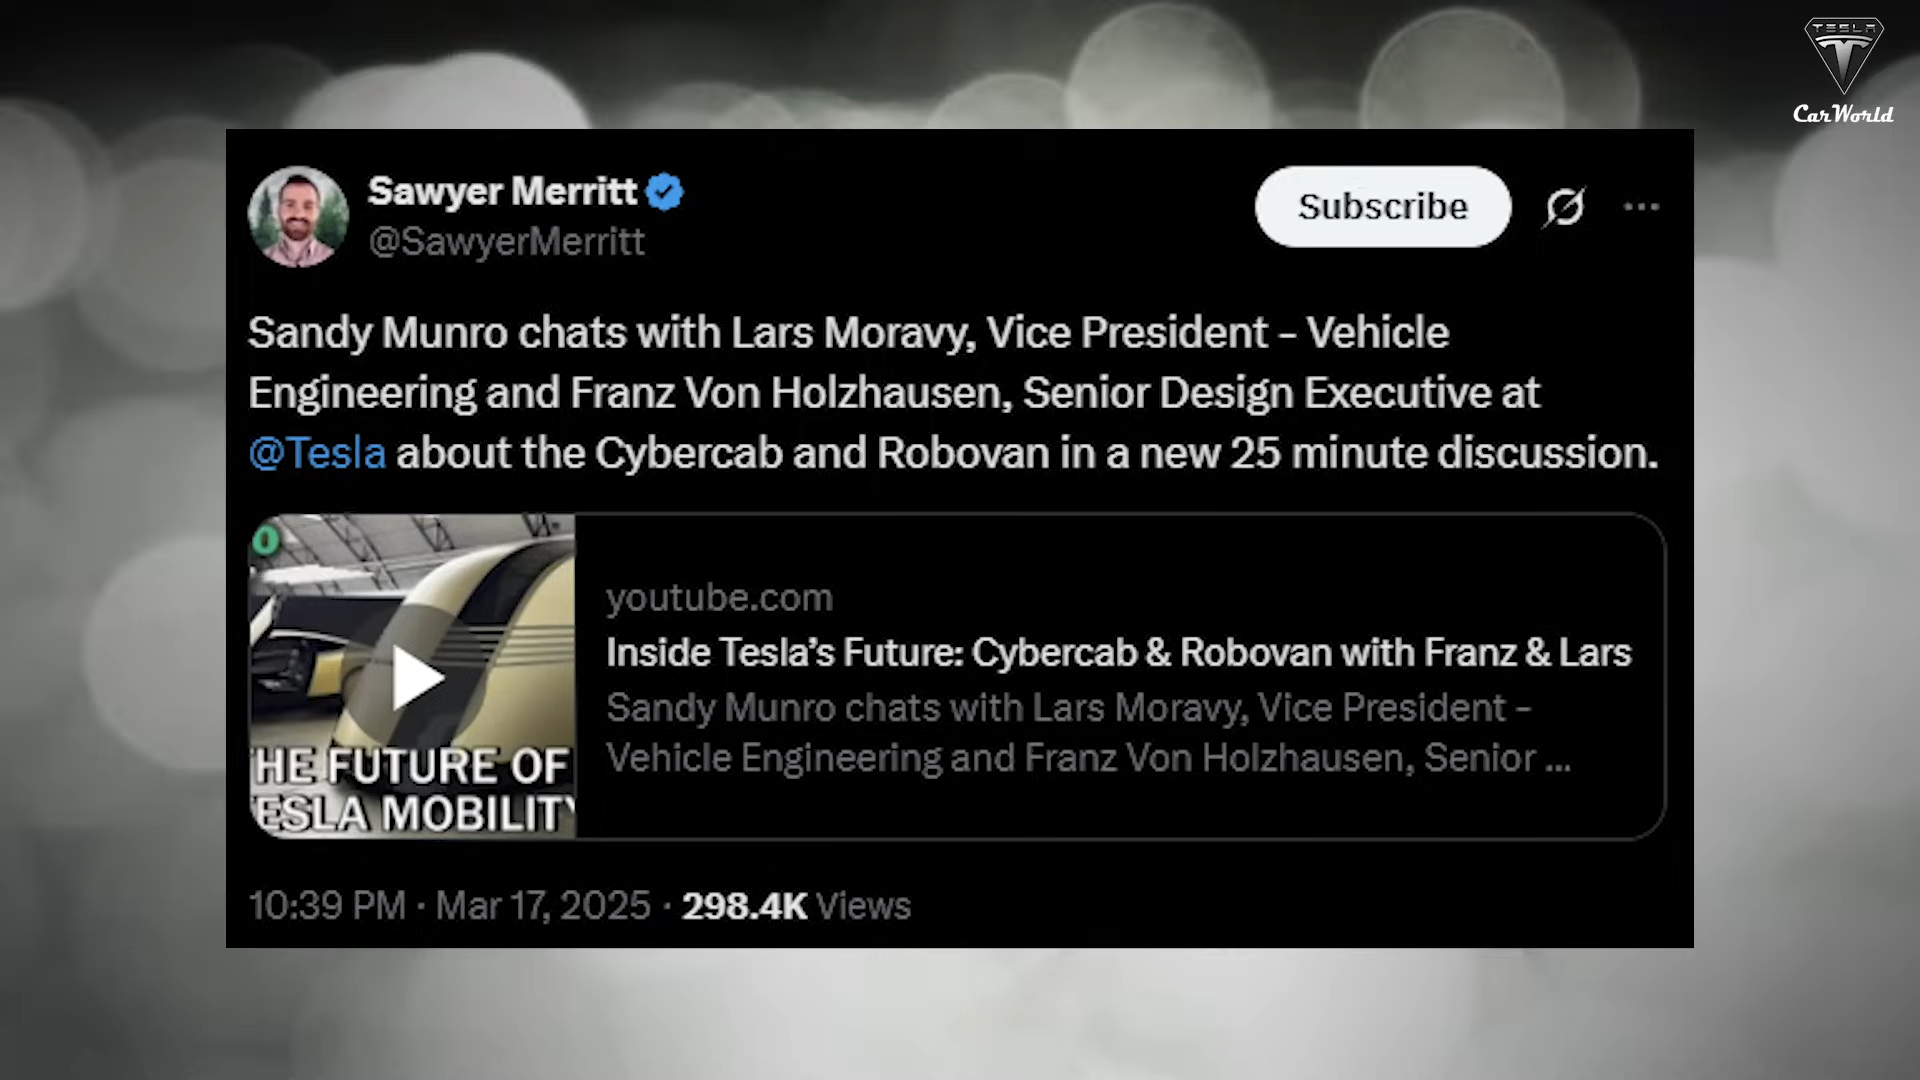 TESLA
CarWorld
Sawyer Merritt
@SawyerMerritt
Subscribe
Sandy Munro chats with Lars Moravy, Vice President – Vehicle
Engineering and Franz Von Holzhausen, Senior Design Executive at
@Tesla about the Cybercab and Robovan in a new 25 minute discussion.
youtube.com
Inside Tesla’s Future: Cybercab & Robovan with Franz & Lars
Sandy Munro chats with Lars Moravy, Vice President –
Vehicle Engineering and Franz Von Holzhausen, Senior ...
HE FUTURE OF
ESLA MOBILITY
10:39 PM · Mar 17, 2025 · 298.4K Views